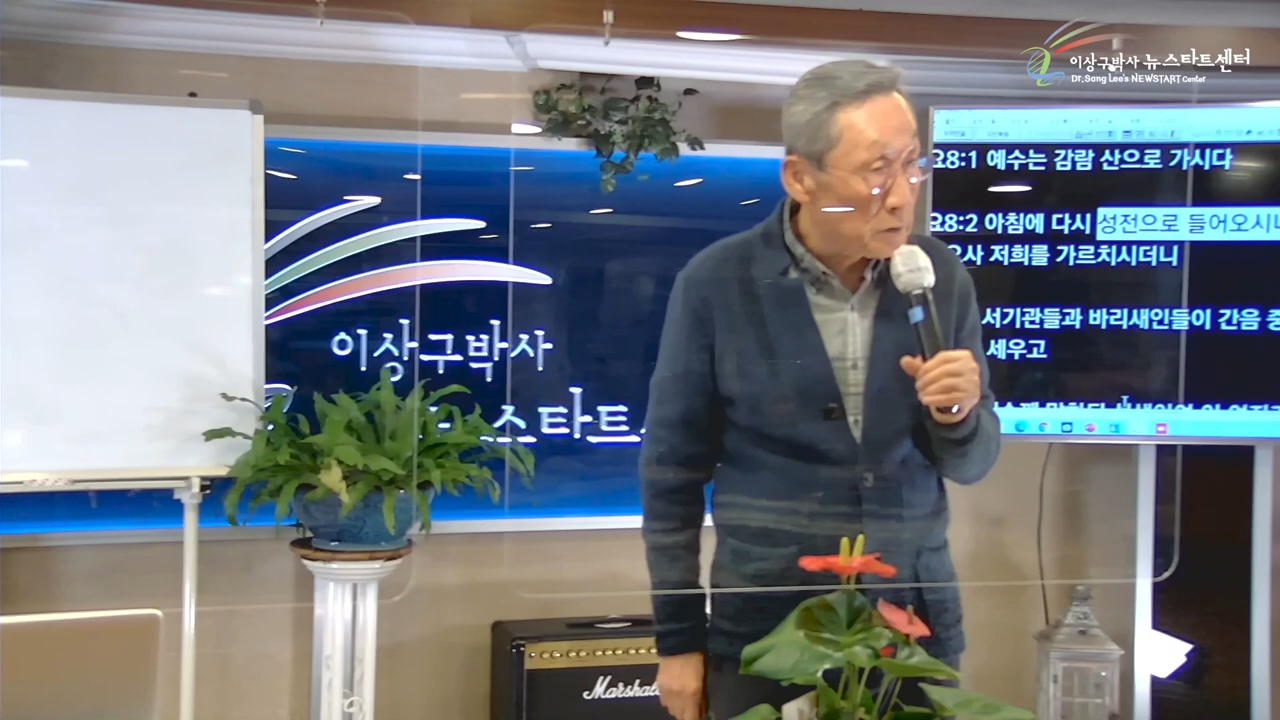 이상구박사 뉴스타트센터
Dr. Sang Lee's NEWSTART Center
요8:1 예수는 감람 산으로 가시다
요8:2 아침에 다시 성전으로 들어오시니
저희를 가르치시더니
서기관들과 바리새인들이 간음
세우고
이상구박사
스타트
Marshall